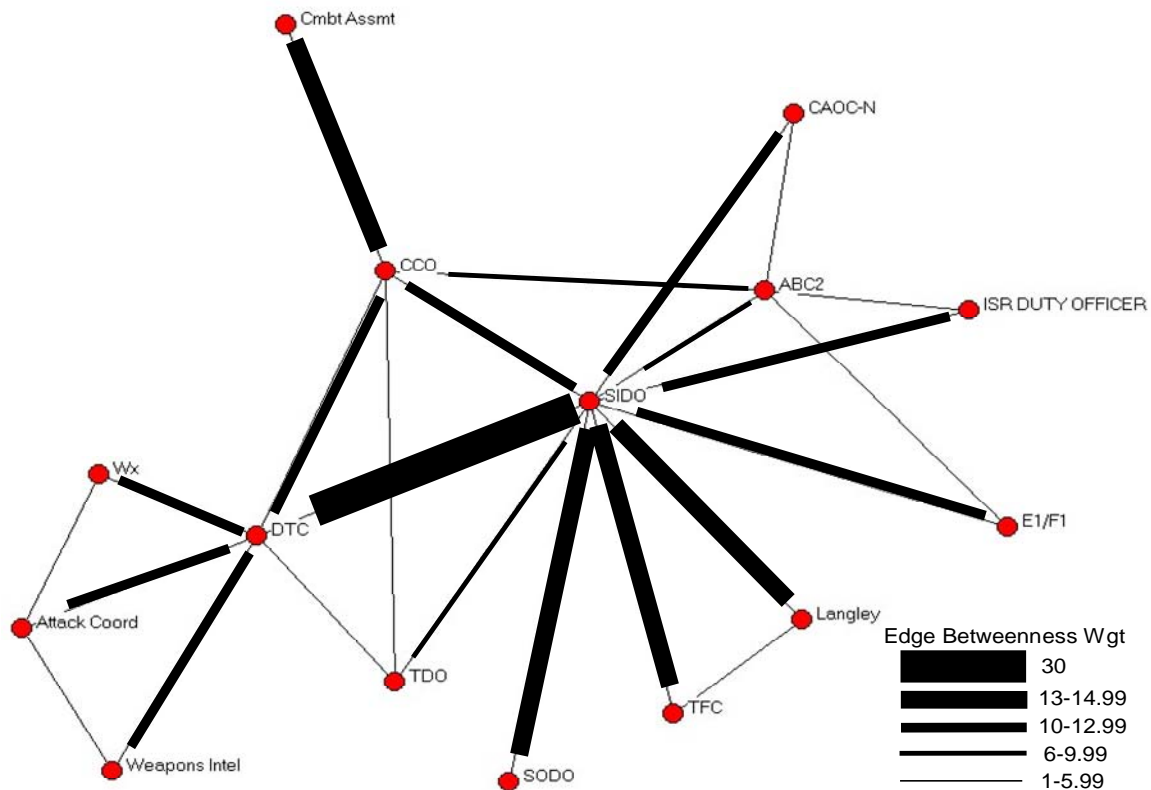 Cmbt Assmt
CAOC-N
CCO
ABC2
ISR DUTY OFFICER
SIDO
Wx
DTC
E1/F1
Attack Coord
Langley
TDO
TFC
Weapons Intel
SODO
Edge Betweenness Wgt
30
13-14.99
10-12.99
6-9.99
1-5.99